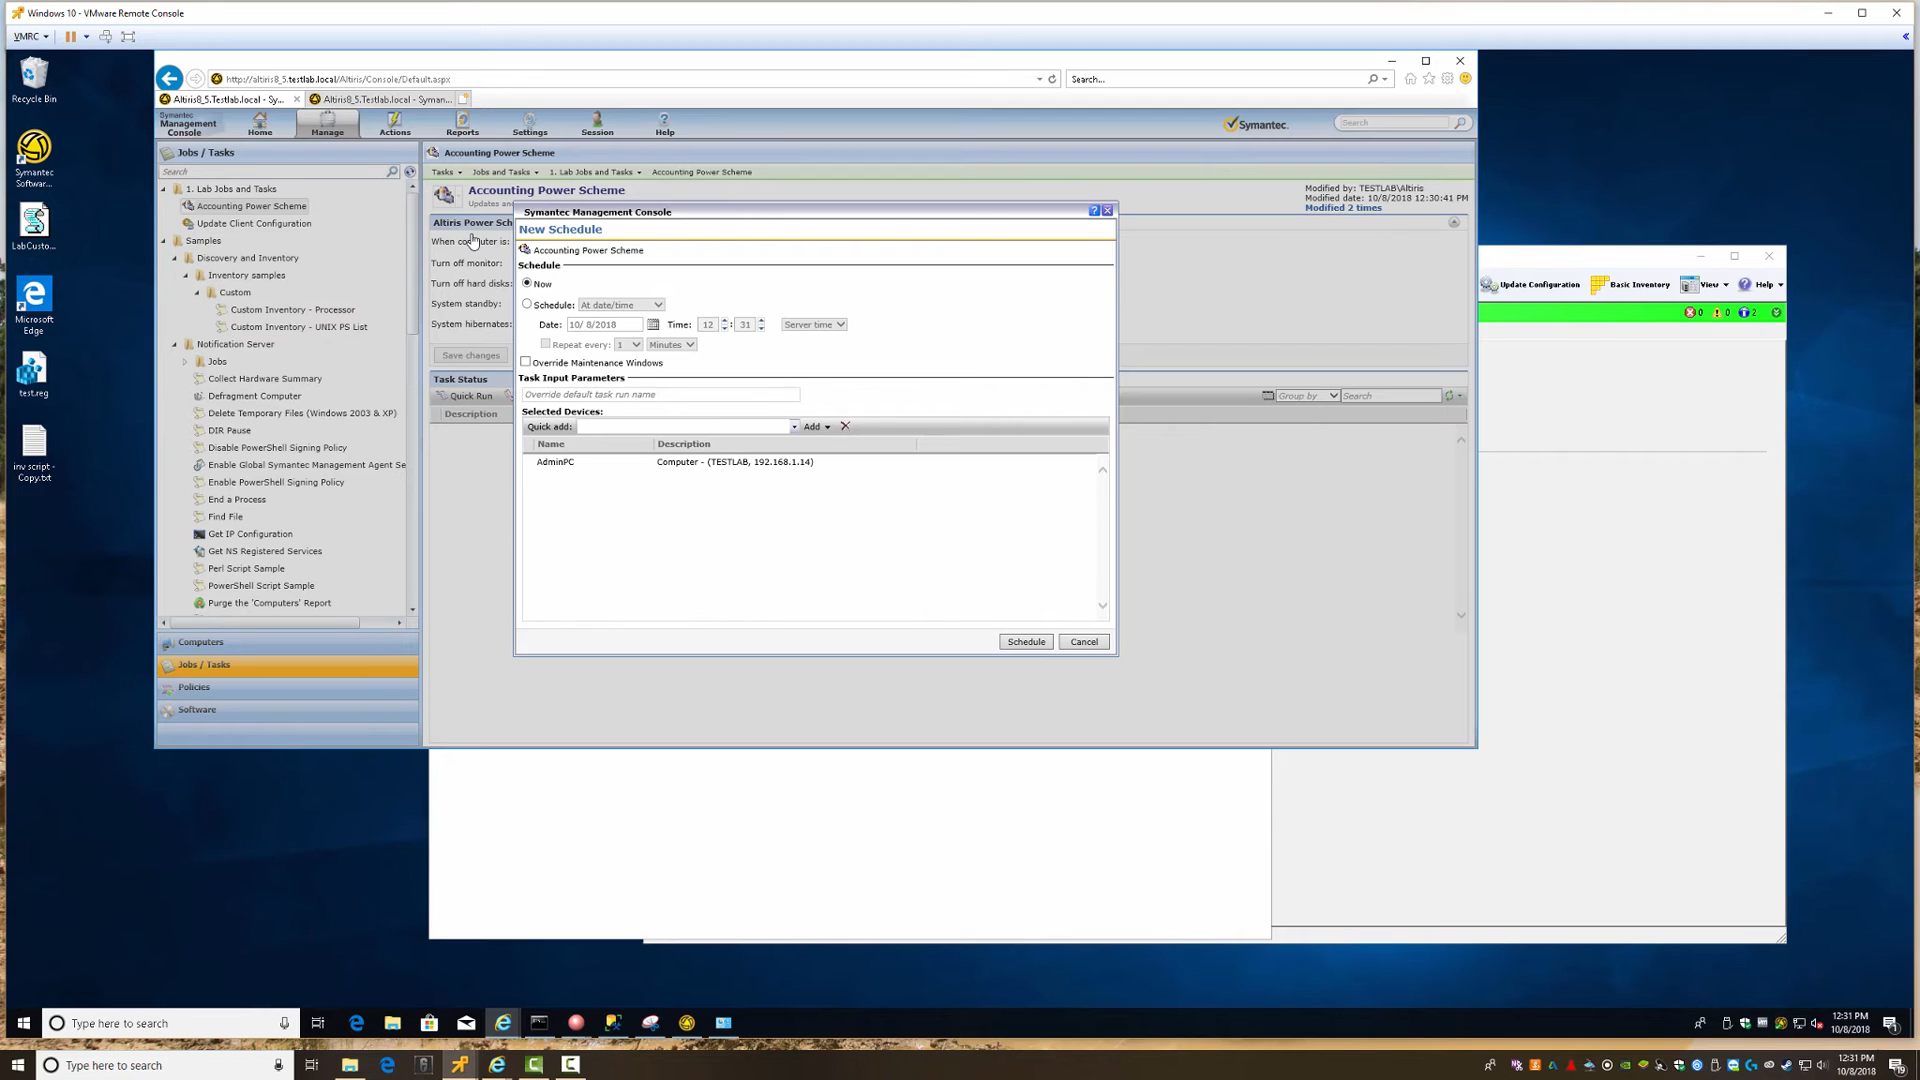 Windows 10 - VMware Remote Console
VMRC
Recycle Bin
Symantec Softwar...
LabCusto...
Microsoft Edge
test.reg
inv script - Copy.txt
http://altiris8_5.testlab.local/Altiris/Console/Default.aspx
Search...
Altiris8_5.Testlab.local - Sy...
Altiris8_5.Testlab.local - Syman...
Symantec
Management
Console
Home
Manage
Actions
Reports
Settings
Session
Help
Symantec.
Search
Jobs / Tasks
Search
1. Lab Jobs and Tasks
Accounting Power Scheme
Update Client Configuration
Samples
Discovery and Inventory
Inventory samples
Custom
Custom Inventory - Processor
Custom Inventory - UNIX PS List
Notification Server
Jobs
Collect Hardware Summary
Defragment Computer
Delete Temporary Files (Windows 2003 & XP)
DIR Pause
Disable PowerShell Signing Policy
Enable Global Symantec Management Agent Se
Enable PowerShell Signing Policy
End a Process
Find File
Get IP Configuration
Get NS Registered Services
Perl Script Sample
PowerShell Script Sample
Purge the 'Computers' Report
Computers
Jobs / Tasks
Policies
Software
Accounting Power Scheme
Tasks
Jobs and Tasks
1. Lab Jobs and Tasks
Accounting Power Scheme
Accounting Power Scheme
Updates an
Modified by: TESTLAB\Altiris
Modified date: 10/8/2018 12:30:41 PM
Modified 2 times
Altiris Power Sch
When computer is:
Turn off monitor:
Turn off hard disks:
System standby:
System hibernates:
Save changes
Task Status
Quick Run
Group by
Search
Description
Symantec Management Console
New Schedule
Accounting Power Scheme
Schedule
Now
Schedule: At date/time
Date: 10/ 8/2018 Time: 12 : 31 Server time
Repeat every: 1 Minutes
Override Maintenance Windows
Task Input Parameters
Override default task run name
Selected Devices:
Quick add: Add
Name Description
AdminPC Computer - (TESTLAB, 192.168.1.14)
Schedule Cancel
Update Configuration
Basic Inventory
View
Help
0 0 2
Type here to search
12:31 PM
10/8/2018
1
Type here to search
12:31 PM
10/8/2018
19